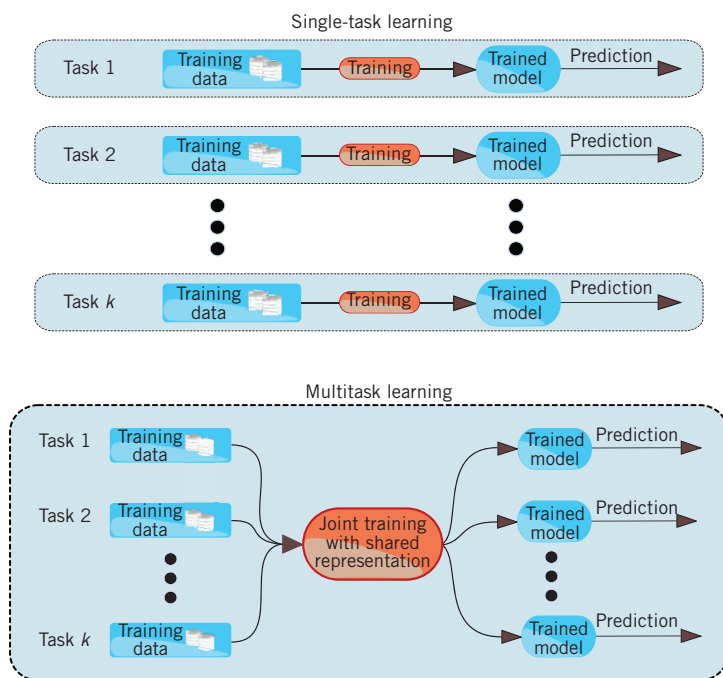 Single-task learning
Task 1
Training
data
Training
Trained
model
Prediction
Task 2
Training
data
Training
Trained
model
Prediction
Task k
Training
data
Training
Trained
model
Prediction
Multitask learning
Task 1
Training
data
Trained
model
Prediction
Task 2
Training
data
Joint training
with shared
representation
Trained
model
Prediction
Task k
Training
data
Trained
model
Prediction